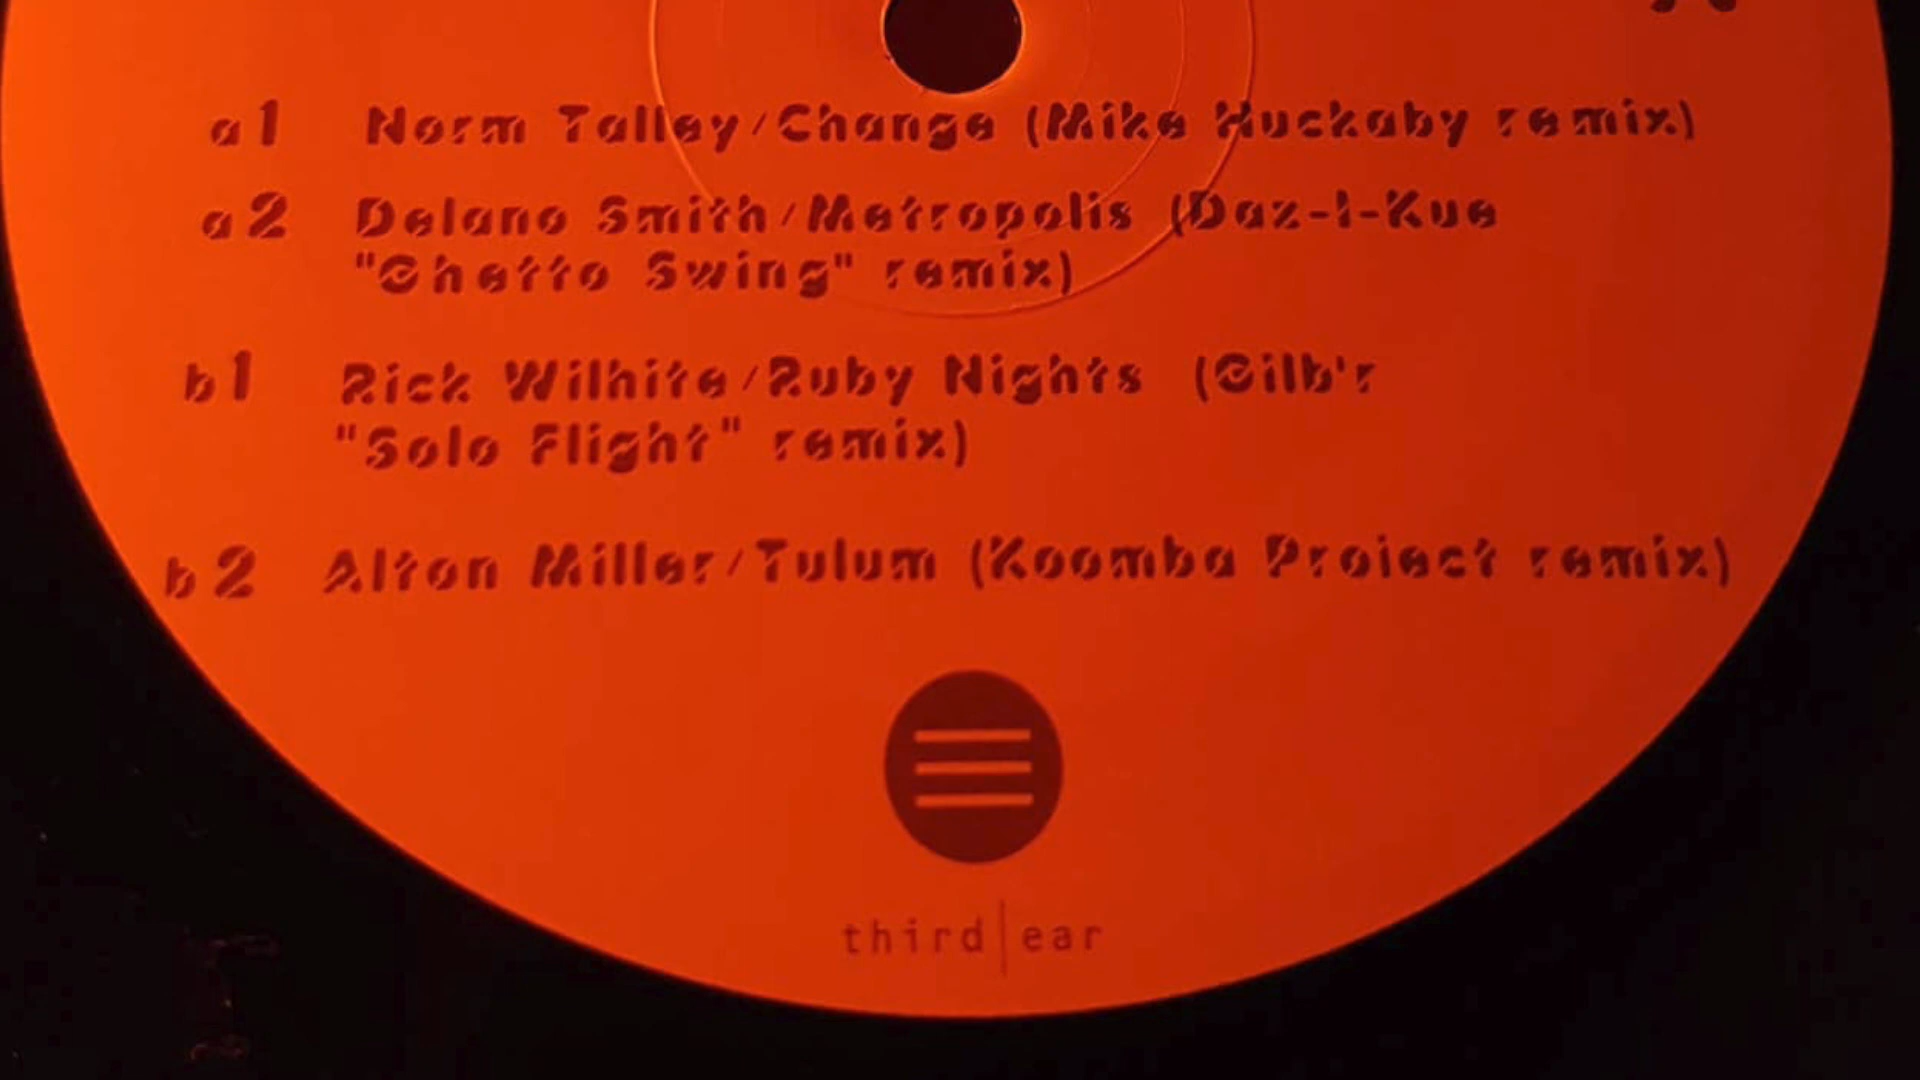 a1 Norm Talley/Change (Mike Huckaby remix)
a2 Delano Smith/Metropolis (Daz-I-Kue
"Ghetto Swing" remix)
b1 Rick Wilhite/Ruby Nights (Gilb'r
"Solo Flight" remix)
b2 Alton Miller/Tulum (Koomba Project remix)
third|ear